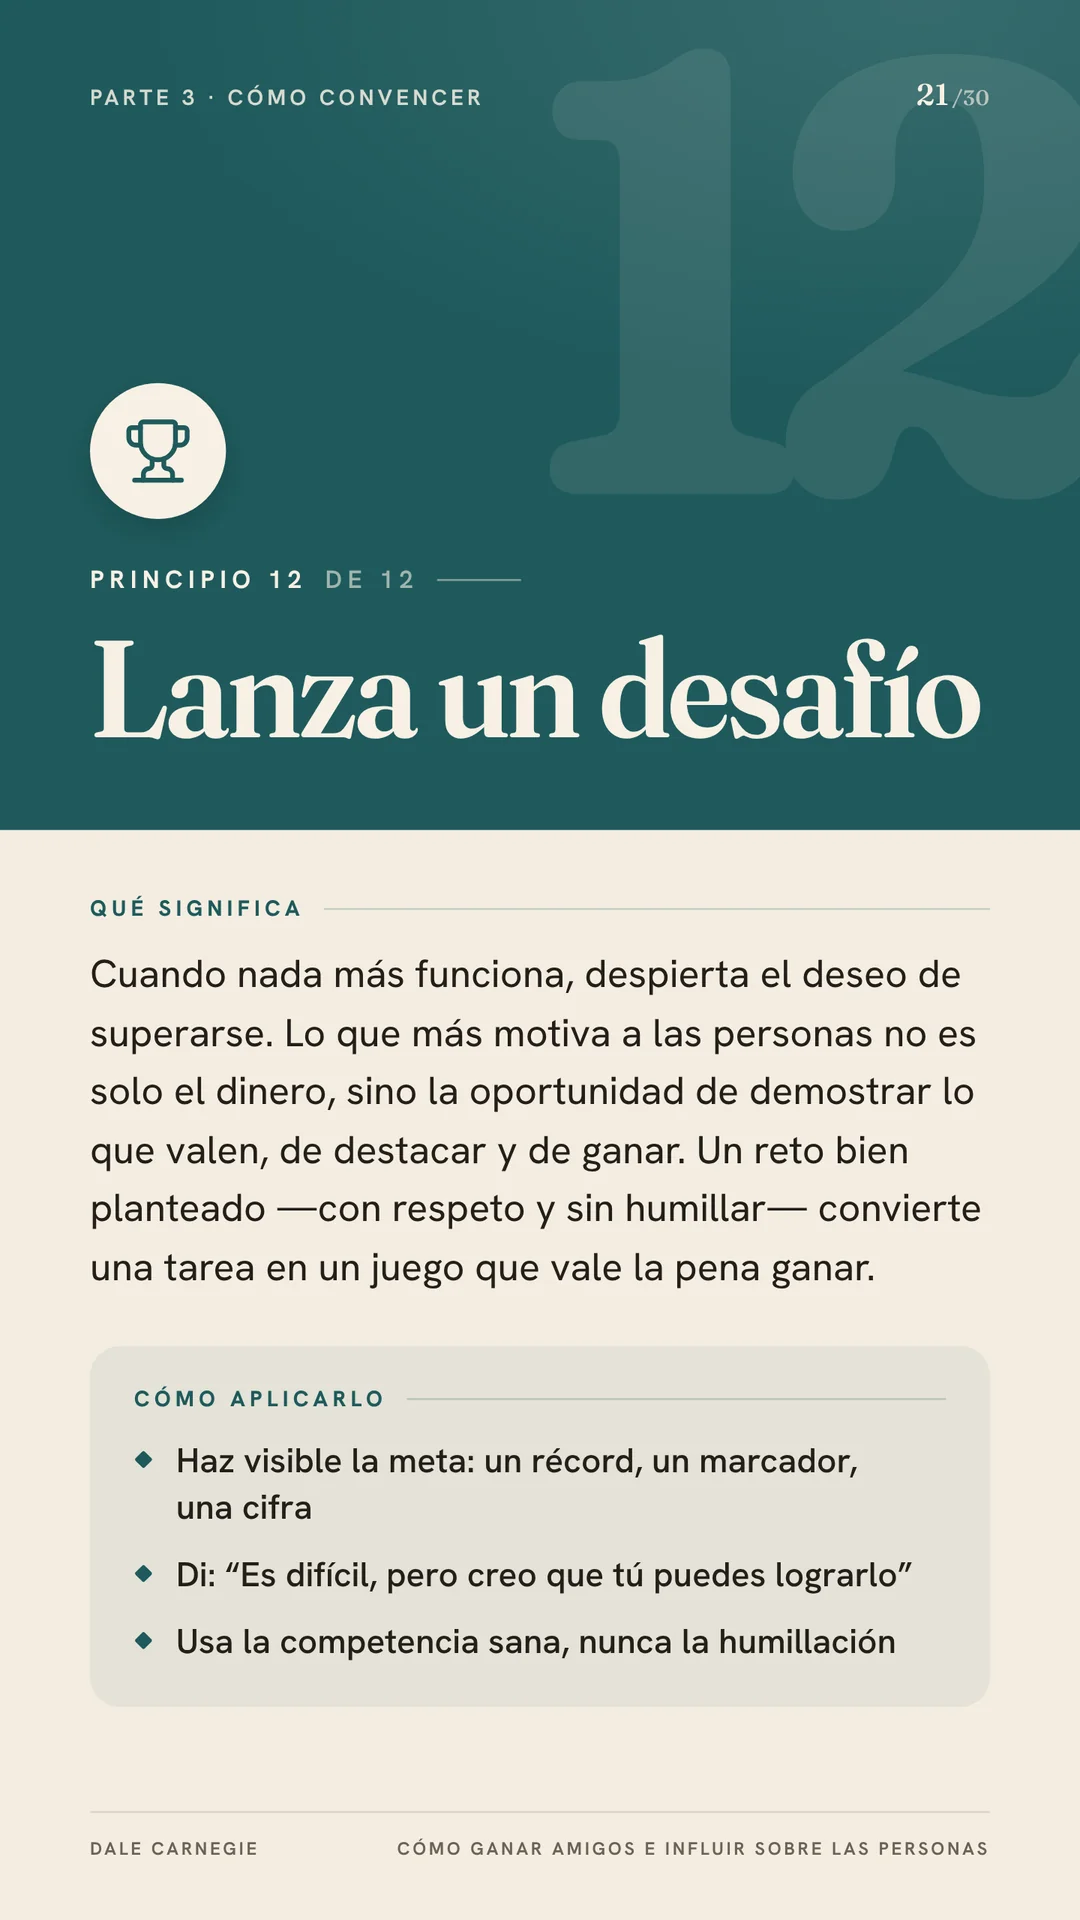 PARTE 3 · CÓMO CONVENCER
21/30
12
PRINCIPIO 12 DE 12
Lanza un desafío
QUÉ SIGNIFICA
Cuando nada más funciona, despierta el deseo de
superarse. Lo que más motiva a las personas no es
solo el dinero, sino la oportunidad de demostrar lo
que valen, de destacar y de ganar. Un reto bien
planteado —con respeto y sin humillar— convierte
una tarea en un juego que vale la pena ganar.
CÓMO APLICARLO
Haz visible la meta: un récord, un marcador,
una cifra
Di: “Es difícil, pero creo que tú puedes lograrlo”
Usa la competencia sana, nunca la humillación
DALE CARNEGIE
CÓMO GANAR AMIGOS E INFLUIR SOBRE LAS PERSONAS